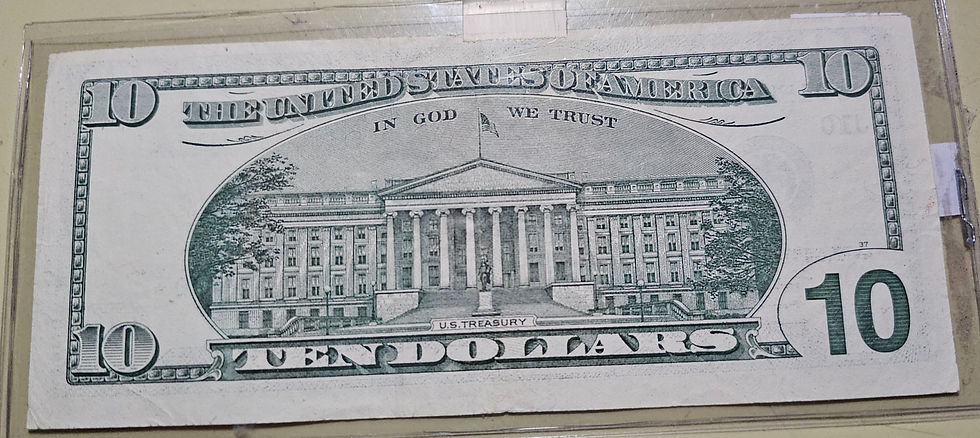 10 THE UNITED STATES OF AMERICA 10
IN GOD WE TRUST
37
U.S. TREASURY
10 TEN DOLLARS 10